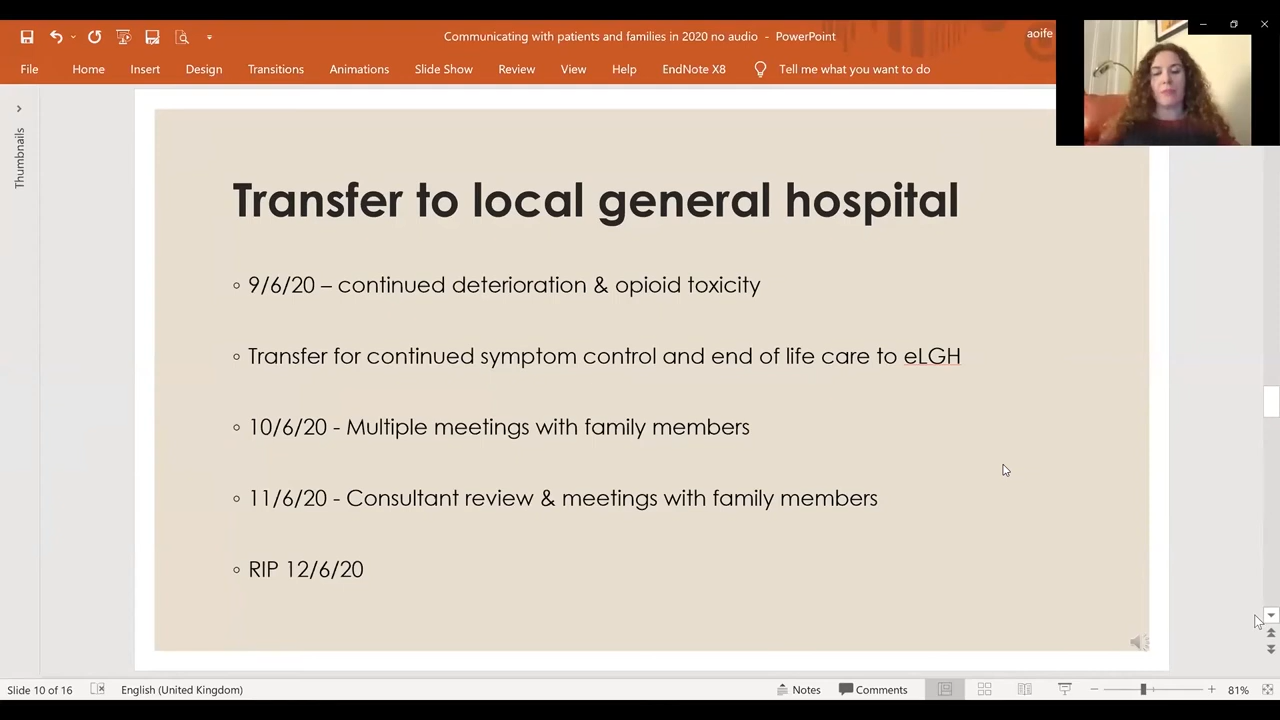 Communicating with patients and families in 2020 no audio - PowerPoint
aoife
File Home Insert Design Transitions Animations Slide Show Review View Help EndNote X8 Tell me what you want to do
Thumbnails
Transfer to local general hospital
◦ 9/6/20 – continued deterioration & opioid toxicity
◦ Transfer for continued symptom control and end of life care to eLGH
◦ 10/6/20 - Multiple meetings with family members
◦ 11/6/20 - Consultant review & meetings with family members
◦ RIP 12/6/20
Slide 10 of 16 English (United Kingdom) Notes Comments 81%